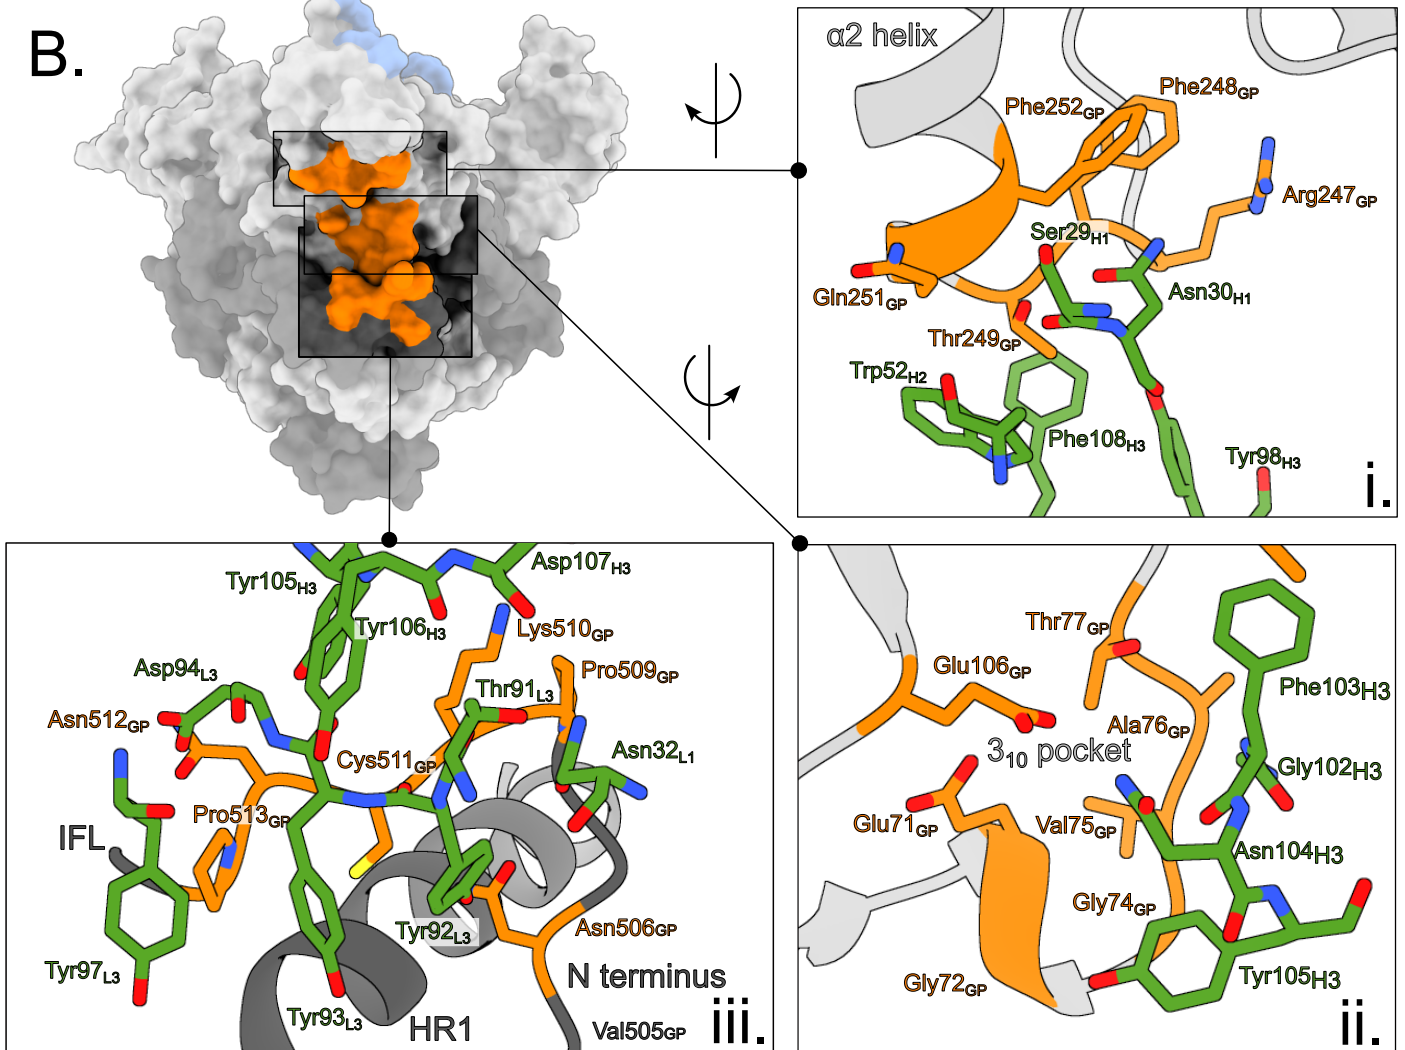 B.
α2 helix
Phe248GP
Phe252GP
Arg247GP
Ser29H1
Gln251GP
Asn30H1
Thr249GP
Trp52H2
Phe108H3
Tyr98H3
i.
Tyr105H3
Asp107H3
Tyr106H3
Lys510GP
Asp94L3
Pro509GP
Thr91L3
Asn512GP
Cys511GP
Asn32L1
Pro513GP
IFL
Tyr92L3
Asn506GP
Tyr97L3
N terminus
Tyr93L3
HR1
Val505GP
iii.
Thr77GP
Glu106GP
Phe103H3
Ala76GP
310 pocket
Gly102H3
Glu71GP
Val75GP
Asn104H3
Gly74GP
Gly72GP
Tyr105H3
ii.